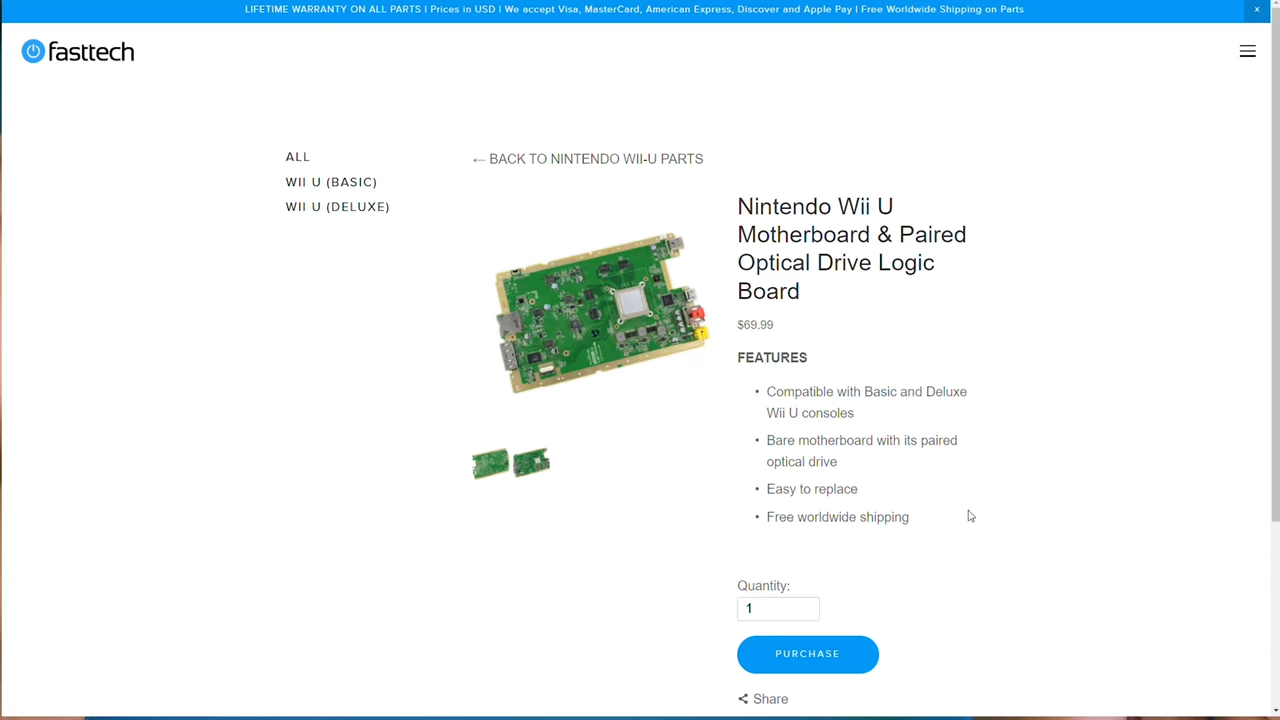 LIFETIME WARRANTY ON ALL PARTS | Prices in USD | We accept Visa, MasterCard, American Express, Discover and Apple Pay | Free Worldwide Shipping on Parts
x
fasttech
ALL
WII U (BASIC)
WII U (DELUXE)
← BACK TO NINTENDO WII-U PARTS
Nintendo Wii U
Motherboard & Paired
Optical Drive Logic
Board
$69.99
FEATURES
• Compatible with Basic and Deluxe
Wii U consoles
• Bare motherboard with its paired
optical drive
• Easy to replace
• Free worldwide shipping
Quantity:
1
PURCHASE
Share